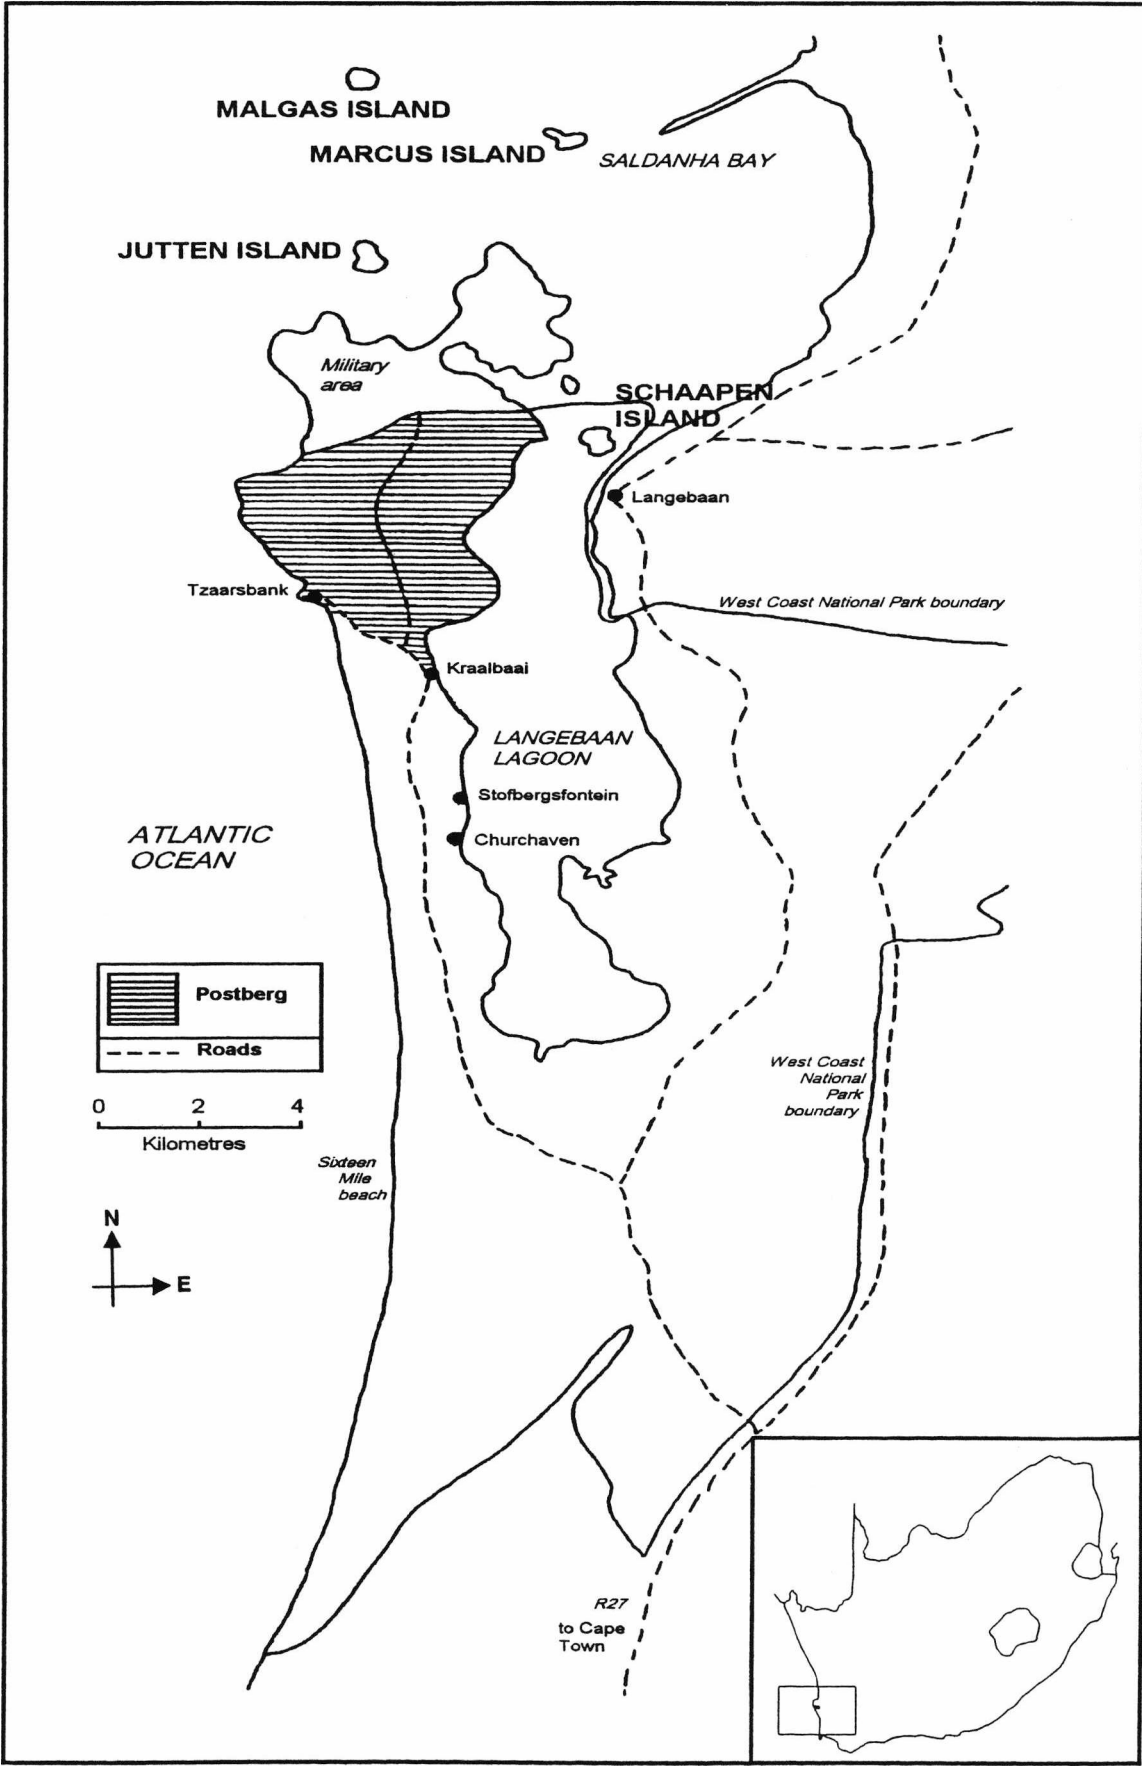 MALGAS ISLAND
MARCUS ISLAND
SALDANHA BAY
JUTTEN ISLAND
Military
area
SCHAAPEN
ISLAND
Langebaan
Tzaarsbank
West Coast National Park boundary
Kraalbaai
LANGEBAAN
LAGOON
Stofbergsfontein
Churchaven
ATLANTIC
OCEAN
Postberg
Roads
0 2 4
Kilometres
West Coast
National
Park
boundary
Sixteen
Mile
beach
N
E
R27
to Cape
Town